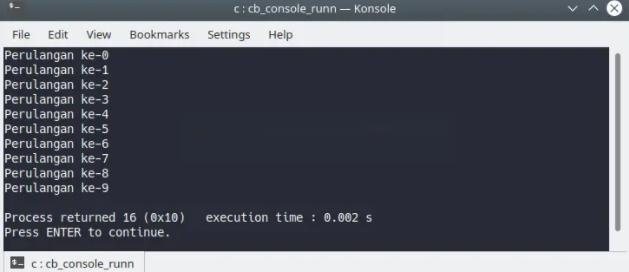 c : cb_console_runn — Konsole
File Edit View Bookmarks Settings Help
Perulangan ke-0
Perulangan ke-1
Perulangan ke-2
Perulangan ke-3
Perulangan ke-4
Perulangan ke-5
Perulangan ke-6
Perulangan ke-7
Perulangan ke-8
Perulangan ke-9
Process returned 16 (0x10)   execution time : 0.002 s
Press ENTER to continue.
c : cb_console_runn